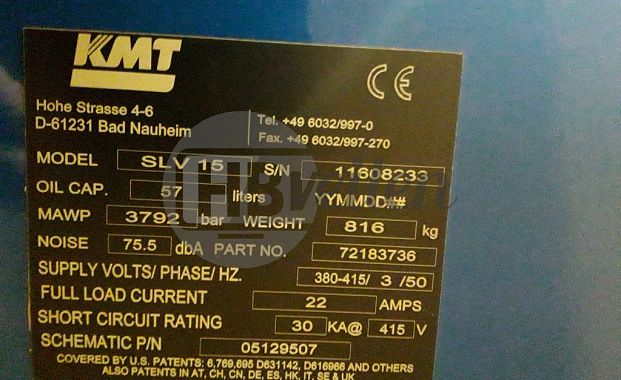 KMT
CE
Hohe Strasse 4-6
D-61231 Bad Nauheim
Tel. +49 6032/997-0
Fax. +49 6032/997-270
MODEL SLV 15 S/N 11608233
OIL CAP. 57 liters YYMMDD##
MAWP 3792 bar WEIGHT 816 kg
NOISE 75.5 dbA PART NO. 72183736
SUPPLY VOLTS/ PHASE/ HZ. 380-415/ 3 /50
FULL LOAD CURRENT 22 AMPS
SHORT CIRCUIT RATING 30 KA@ 415 V
SCHEMATIC P/N 05129507
COVERED BY U.S. PATENTS: 6,769,695 D631142, D616966 AND OTHERS
ALSO PATENTS IN AT, CH, CN, DE, ES, HK, IT, SE & UK